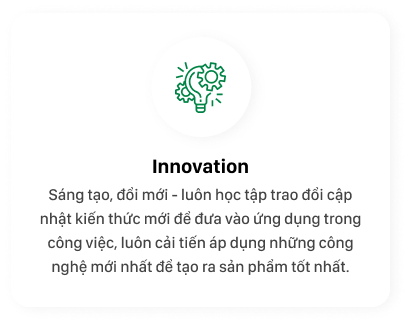 Innovation
Sáng tạo, đổi mới - luôn học tập trao đổi cập
nhật kiến thức mới để đưa vào ứng dụng trong
công việc, luôn cải tiến áp dụng những công
nghệ mới nhất để tạo ra sản phẩm tốt nhất.